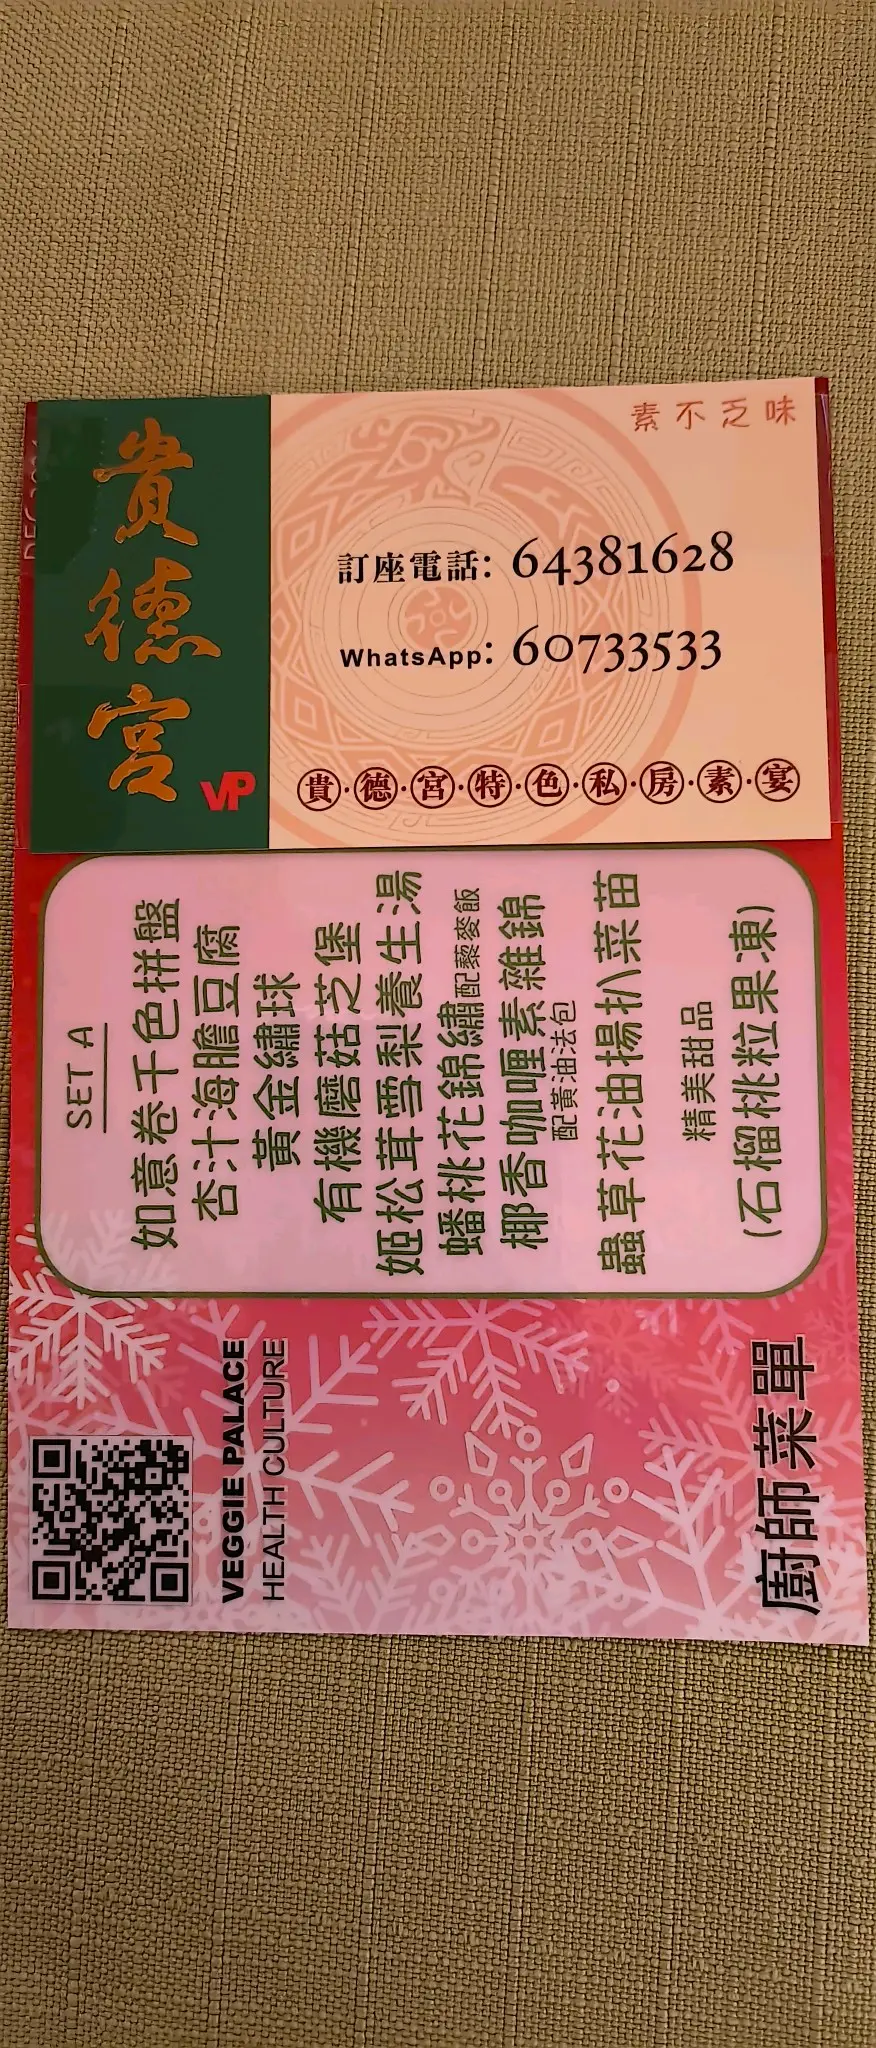 貴德宮
VP
素不乏味
訂座電話: 64381628
WhatsApp: 60733533
貴·德·宮·特·色·私·房·素·宴
SET A
如意卷千色拼盤
杏汁海膽豆腐
黃金繡球
有機磨菇芝堡
姬松茸雪梨養生湯
蟠桃花錦繡配藜麥飯
椰香咖喱素雜錦
配黃油法包
蟲草花油揚扒菜苗
精美甜品
(石榴桃粒果凍)
VEGGIE PALACE
HEALTH CULTURE
廚師菜單